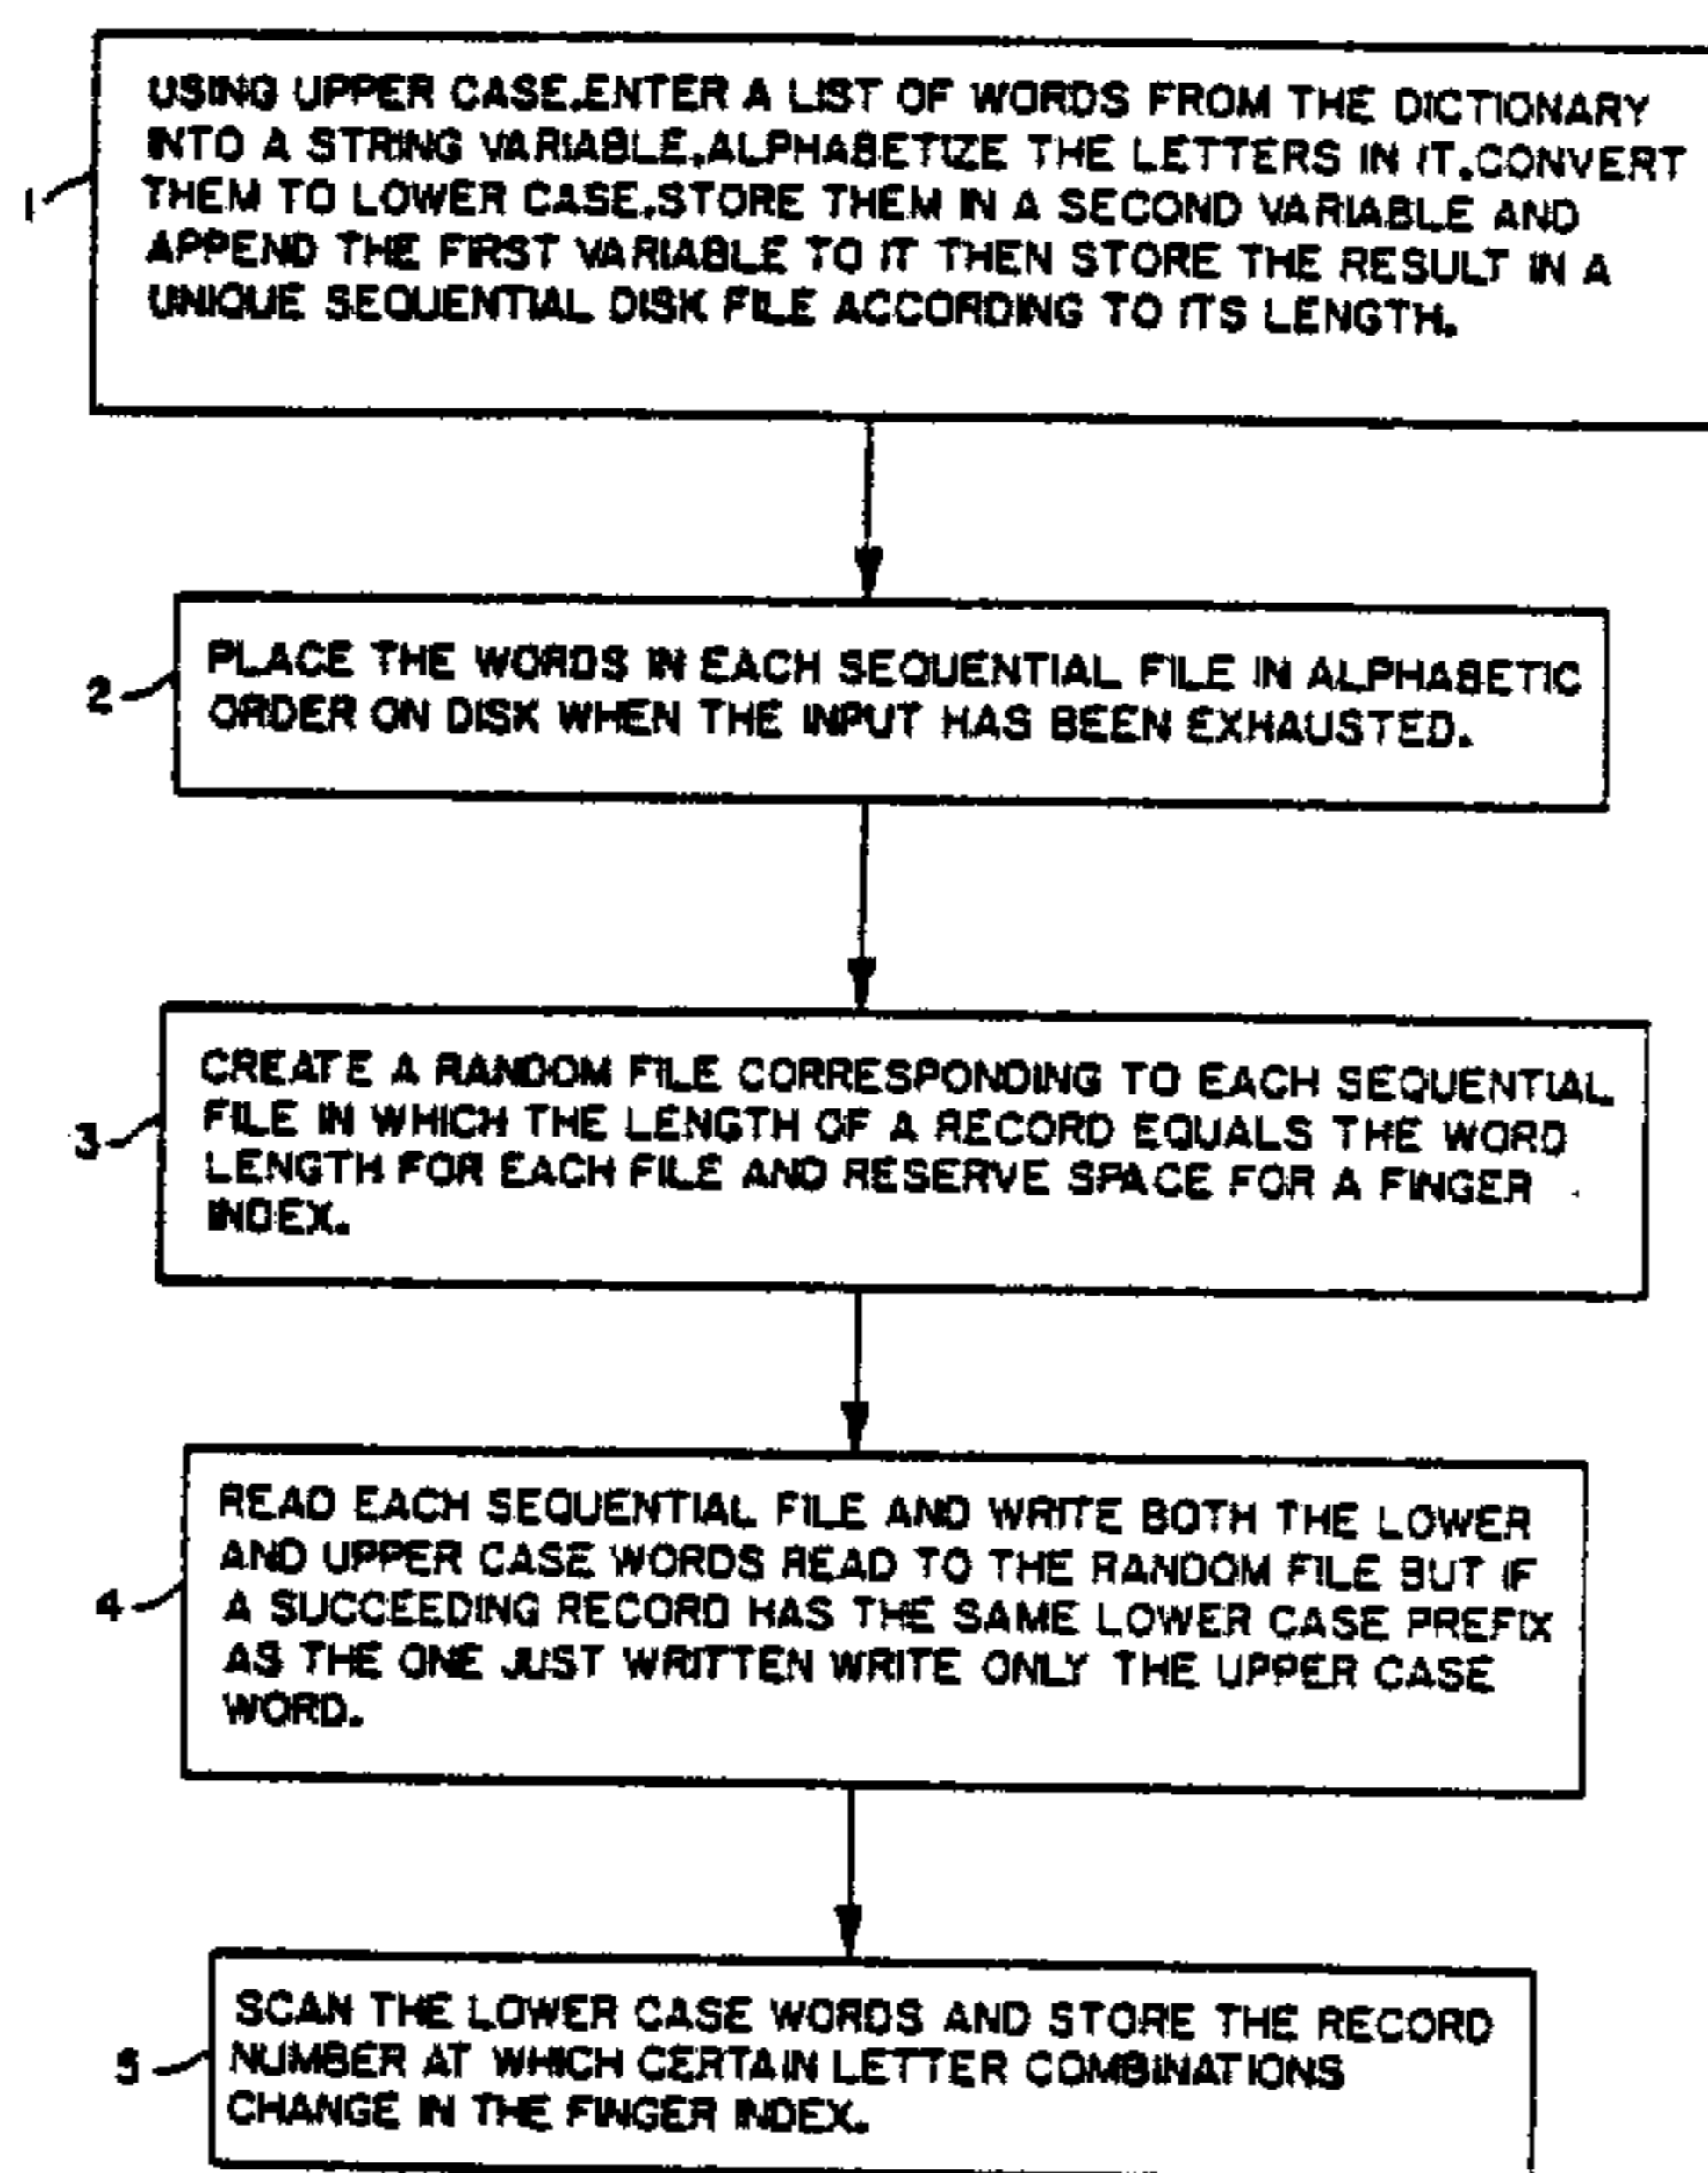 USING UPPER CASE,ENTER A LIST OF WORDS FROM THE DICTIONARY
INTO A STRING VARIABLE,ALPHABETIZE THE LETTERS IN IT,CONVERT
1
THEM TO LOWER CASE,STORE THEM IN A SECOND VARIABLE AND
APPEND THE FIRST VARIABLE TO IT THEN STORE THE RESULT IN A
UNIQUE SEQUENTIAL DISK FILE ACCORDING TO ITS LENGTH.
PLACE THE WORDS IN EACH SEQUENTIAL FILE IN ALPHABETIC
2
ORDER ON DISK WHEN THE INPUT HAS BEEN EXHAUSTED.
CREATE A RANDOM FILE CORRESPONDING TO EACH SEQUENTIAL
FILE IN WHICH THE LENGTH OF A RECORD EQUALS THE WORD
3
LENGTH FOR EACH FILE AND RESERVE SPACE FOR A FINGER
INDEX.
READ EACH SEQUENTIAL FILE AND WRITE BOTH THE LOWER
AND UPPER CASE WORDS READ TO THE RANDOM FILE BUT IF
4
A SUCCEEDING RECORD HAS THE SAME LOWER CASE PREFIX
AS THE ONE JUST WRITTEN WRITE ONLY THE UPPER CASE
WORD.
SCAN THE LOWER CASE WORDS AND STORE THE RECORD
5
NUMBER AT WHICH CERTAIN LETTER COMBINATIONS
CHANGE IN THE FINGER INDEX.